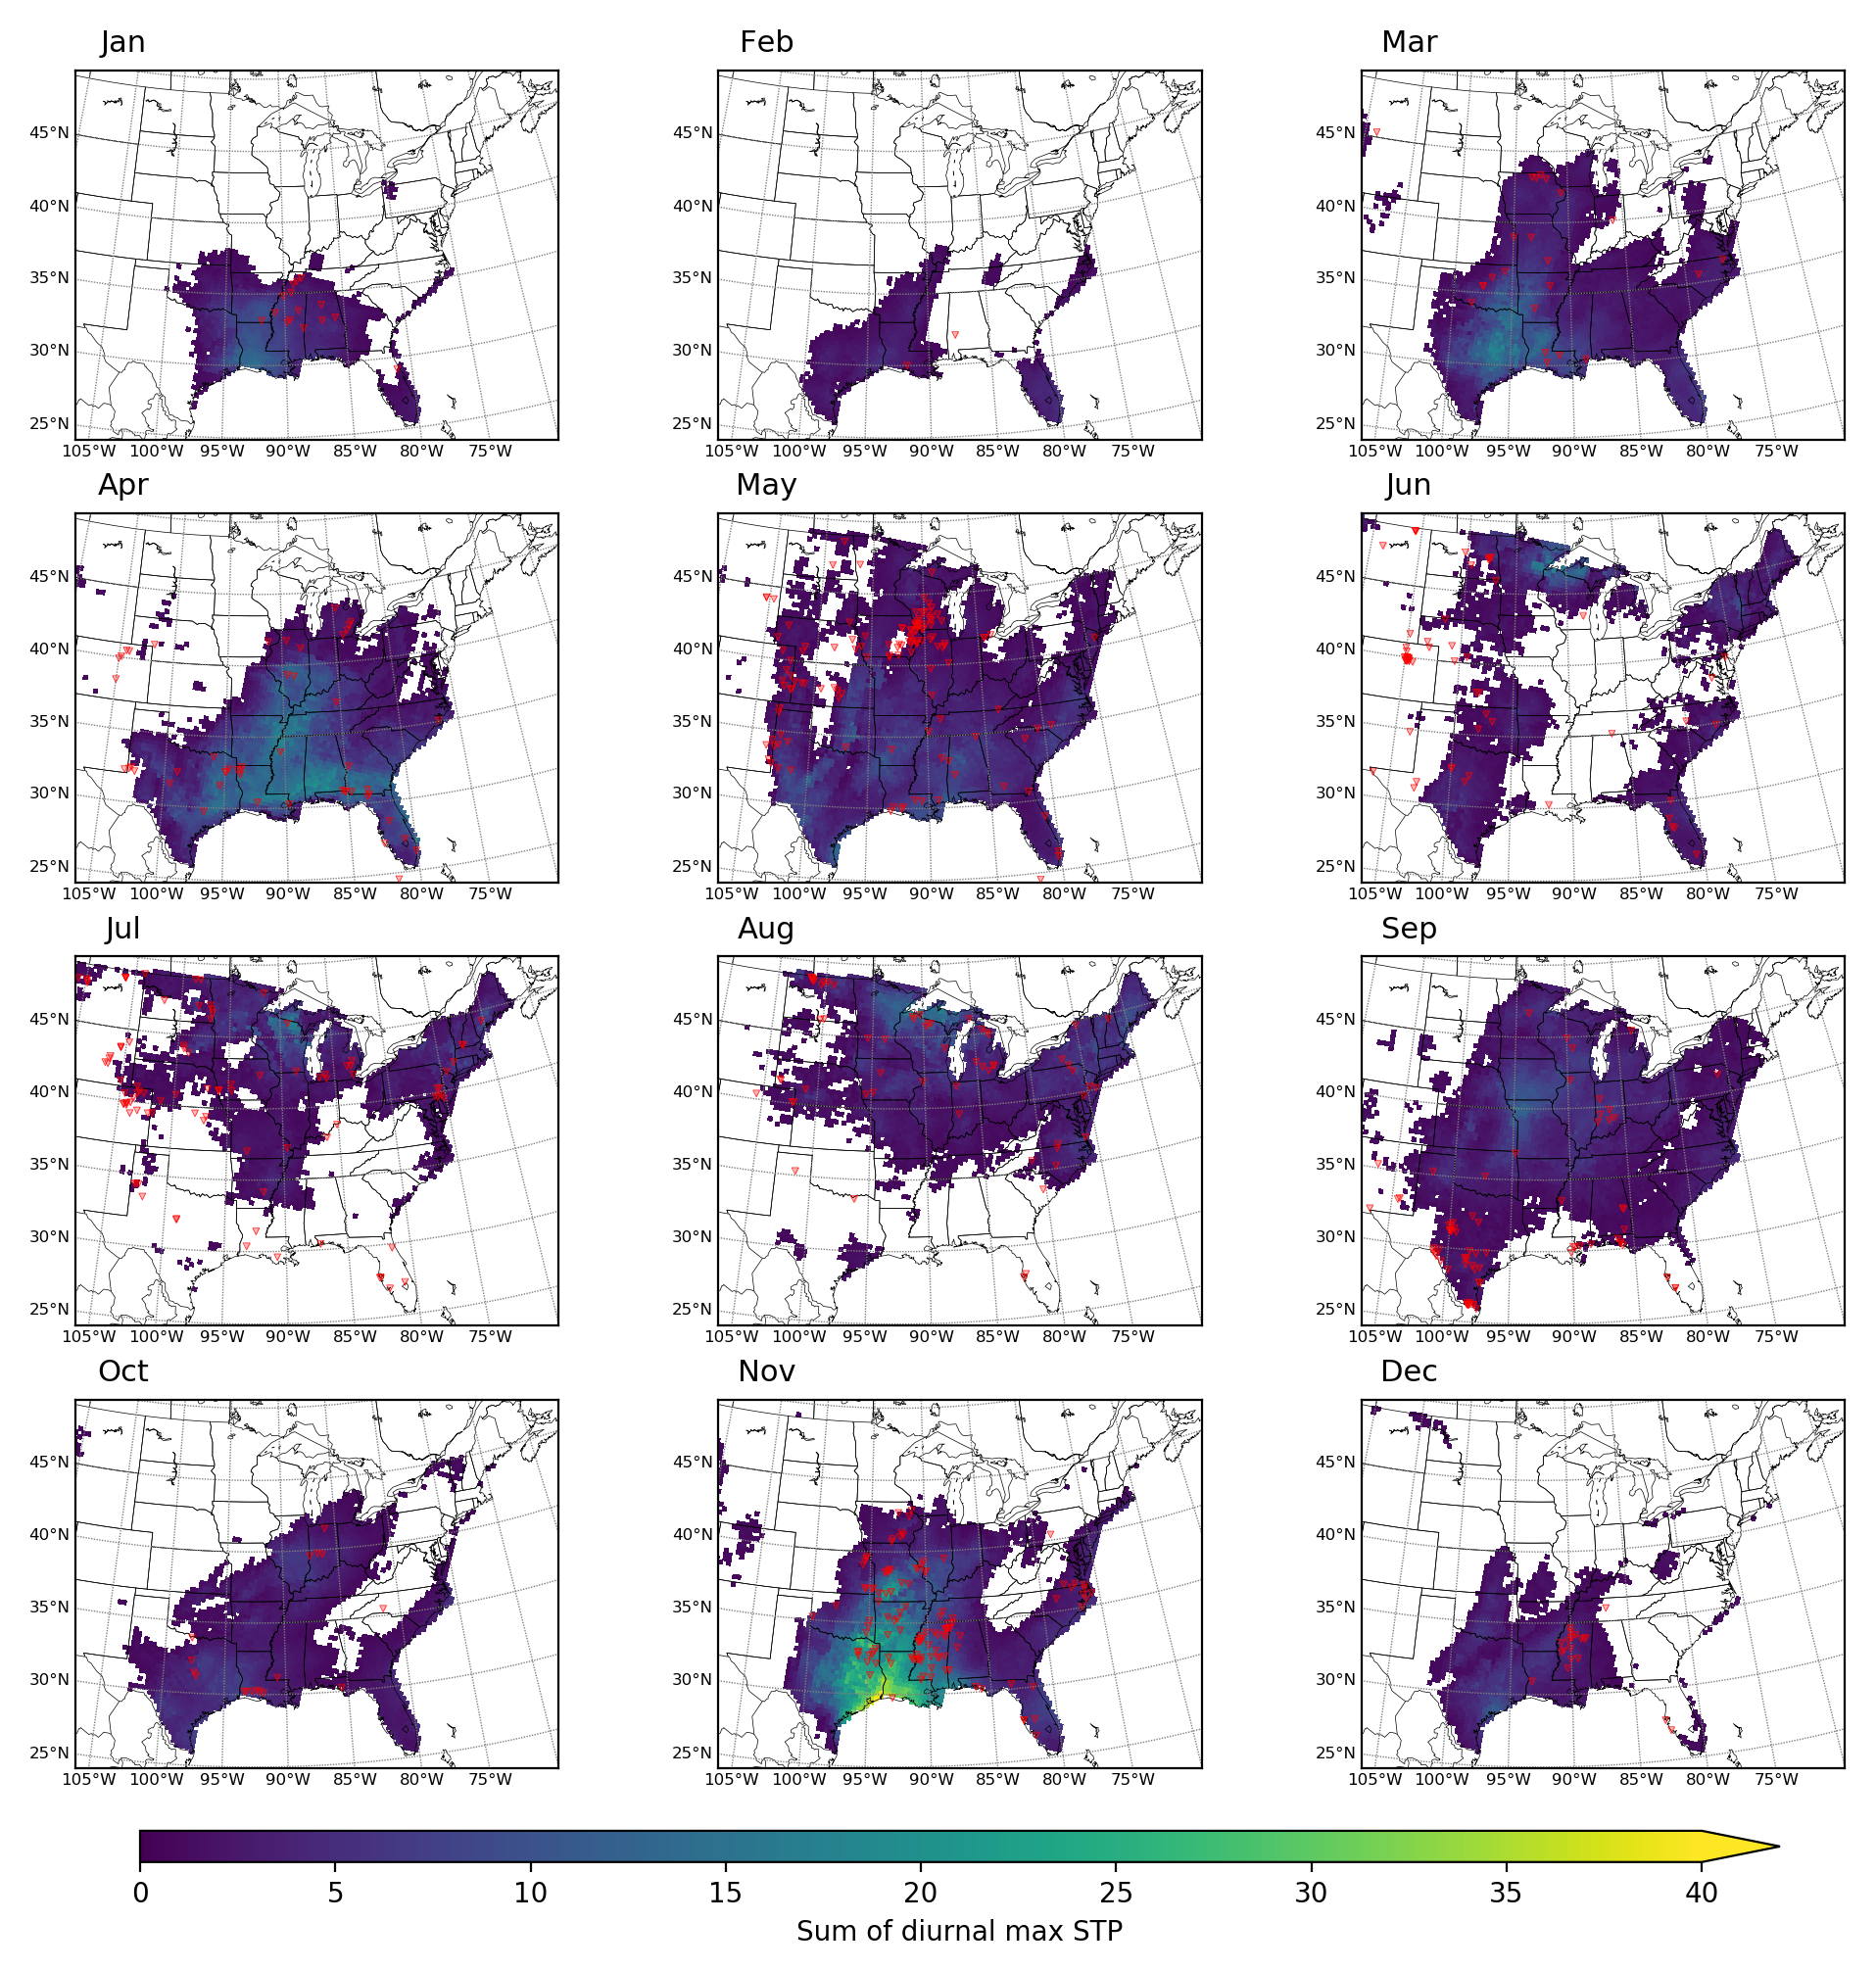 Jan Feb Mar
45°N 45°N 45°N
40°N 40°N 40°N
35°N 35°N 35°N
30°N 30°N 30°N
25°N 25°N 25°N
105°W 100°W 95°W 90°W 85°W 80°W 75°W 105°W 100°W 95°W 90°W 85°W 80°W 75°W 105°W 100°W 95°W 90°W 85°W 80°W 75°W
Apr May Jun
45°N 45°N 45°N
40°N 40°N 40°N
35°N 35°N 35°N
30°N 30°N 30°N
25°N 25°N 25°N
105°W 100°W 95°W 90°W 85°W 80°W 75°W 105°W 100°W 95°W 90°W 85°W 80°W 75°W 105°W 100°W 95°W 90°W 85°W 80°W 75°W
Jul Aug Sep
45°N 45°N 45°N
40°N 40°N 40°N
35°N 35°N 35°N
30°N 30°N 30°N
25°N 25°N 25°N
105°W 100°W 95°W 90°W 85°W 80°W 75°W 105°W 100°W 95°W 90°W 85°W 80°W 75°W 105°W 100°W 95°W 90°W 85°W 80°W 75°W
Oct Nov Dec
45°N 45°N 45°N
40°N 40°N 40°N
35°N 35°N 35°N
30°N 30°N 30°N
25°N 25°N 25°N
105°W 100°W 95°W 90°W 85°W 80°W 75°W 105°W 100°W 95°W 90°W 85°W 80°W 75°W 105°W 100°W 95°W 90°W 85°W 80°W 75°W
0 5 10 15 20 25 30 35 40
Sum of diurnal max STP